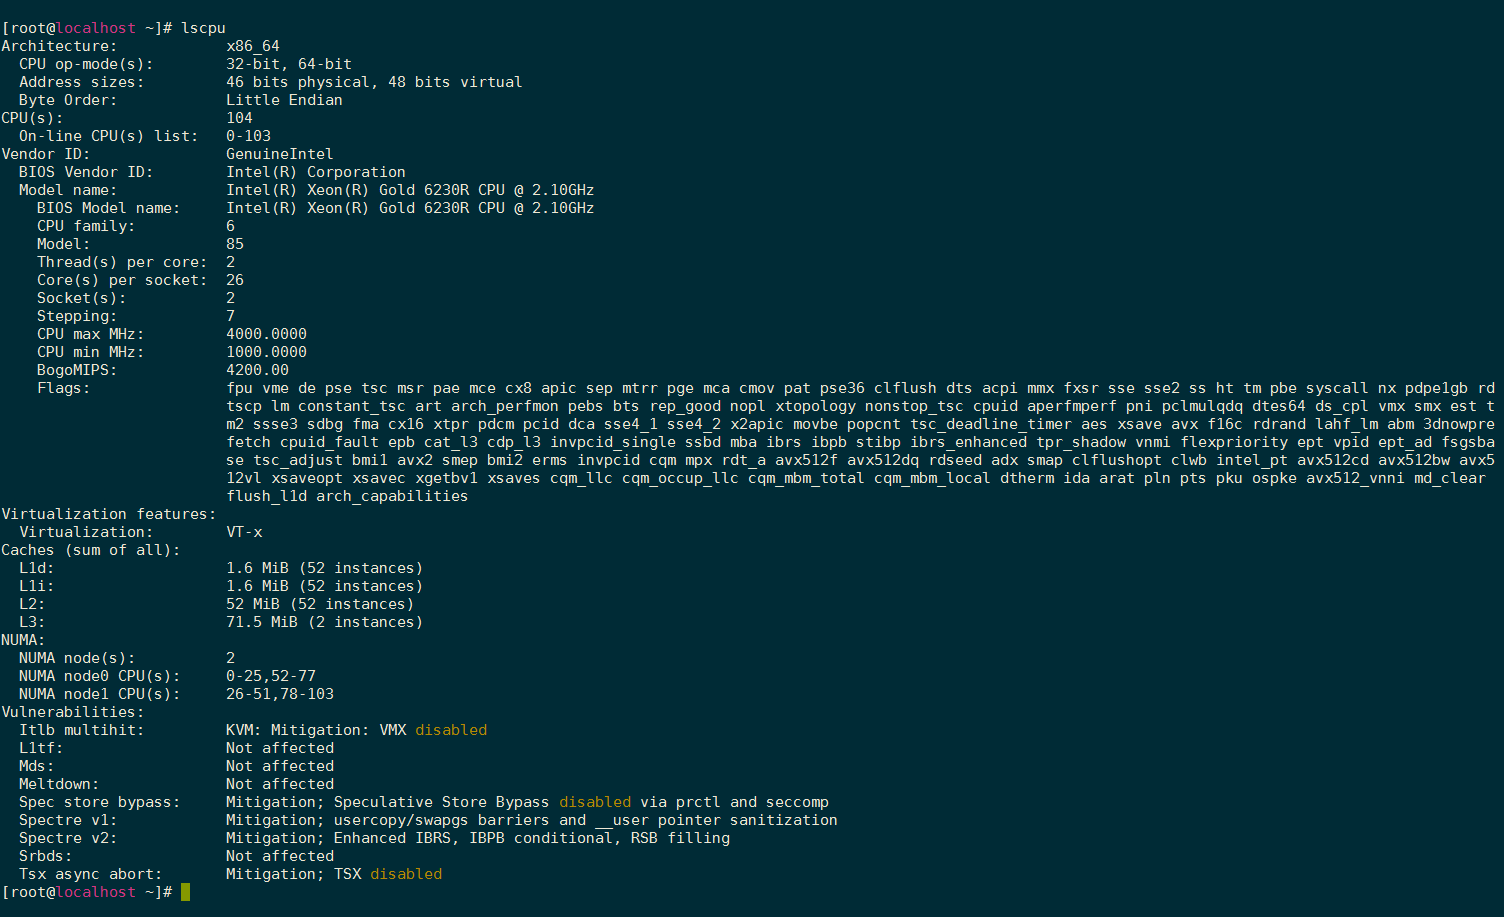 [root@localhost ~]# lscpu
Architecture:            x86_64
  CPU op-mode(s):        32-bit, 64-bit
  Address sizes:         46 bits physical, 48 bits virtual
  Byte Order:            Little Endian
CPU(s):                  104
  On-line CPU(s) list:   0-103
Vendor ID:               GenuineIntel
  BIOS Vendor ID:        Intel(R) Corporation
  Model name:            Intel(R) Xeon(R) Gold 6230R CPU @ 2.10GHz
    BIOS Model name:     Intel(R) Xeon(R) Gold 6230R CPU @ 2.10GHz
    CPU family:          6
    Model:               85
    Thread(s) per core:  2
    Core(s) per socket:  26
    Socket(s):           2
    Stepping:            7
    CPU max MHz:         4000.0000
    CPU min MHz:         1000.0000
    BogoMIPS:            4200.00
    Flags:               fpu vme de pse tsc msr pae mce cx8 apic sep mtrr pge mca cmov pat pse36 clflush dts acpi mmx fxsr sse sse2 ss ht tm pbe syscall nx pdpe1gb rd
                         tscp lm constant_tsc art arch_perfmon pebs bts rep_good nopl xtopology nonstop_tsc cpuid aperfmperf pni pclmulqdq dtes64 ds_cpl vmx smx est t
                         m2 ssse3 sdbg fma cx16 xtpr pdcm pcid dca sse4_1 sse4_2 x2apic movbe popcnt tsc_deadline_timer aes xsave avx f16c rdrand lahf_lm abm 3dnowpre
                         fetch cpuid_fault epb cat_l3 cdp_l3 invpcid_single ssbd mba ibrs ibpb stibp ibrs_enhanced tpr_shadow vnmi flexpriority ept vpid ept_ad fsgsba
                         se tsc_adjust bmi1 avx2 smep bmi2 erms invpcid cqm mpx rdt_a avx512f avx512dq rdseed adx smap clflushopt clwb intel_pt avx512cd avx512bw avx5
                         12vl xsaveopt xsavec xgetbv1 xsaves cqm_llc cqm_occup_llc cqm_mbm_total cqm_mbm_local dtherm ida arat pln pts pku ospke avx512_vnni md_clear
                         flush_l1d arch_capabilities
Virtualization features:
  Virtualization:        VT-x
Caches (sum of all):
  L1d:                   1.6 MiB (52 instances)
  L1i:                   1.6 MiB (52 instances)
  L2:                    52 MiB (52 instances)
  L3:                    71.5 MiB (2 instances)
NUMA:
  NUMA node(s):          2
  NUMA node0 CPU(s):     0-25,52-77
  NUMA node1 CPU(s):     26-51,78-103
Vulnerabilities:
  Itlb multihit:         KVM: Mitigation: VMX disabled
  L1tf:                  Not affected
  Mds:                   Not affected
  Meltdown:              Not affected
  Spec store bypass:     Mitigation; Speculative Store Bypass disabled via prctl and seccomp
  Spectre v1:            Mitigation; usercopy/swapgs barriers and __user pointer sanitization
  Spectre v2:            Mitigation; Enhanced IBRS, IBPB conditional, RSB filling
  Srbds:                 Not affected
  Tsx async abort:       Mitigation; TSX disabled
[root@localhost ~]#